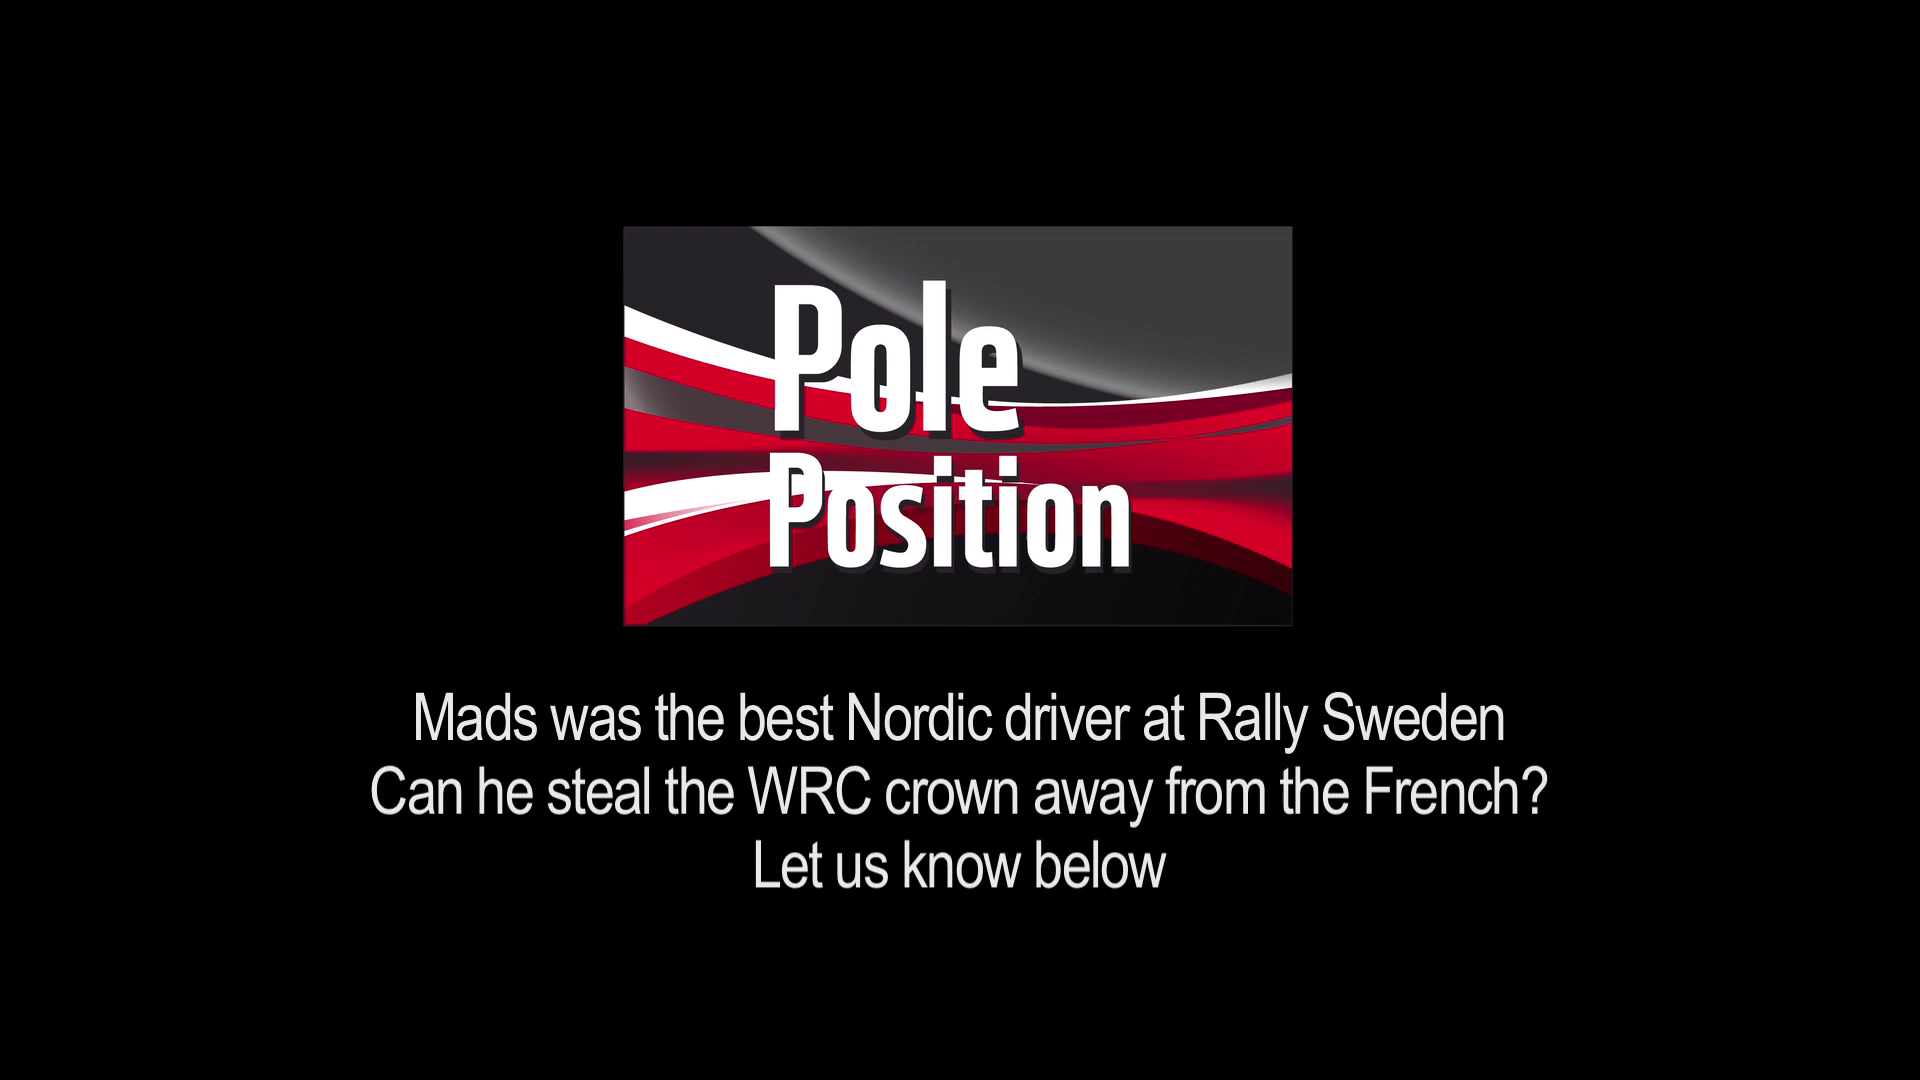 Pole
Position
Mads was the best Nordic driver at Rally Sweden
Can he steal the WRC crown away from the French?
Let us know below